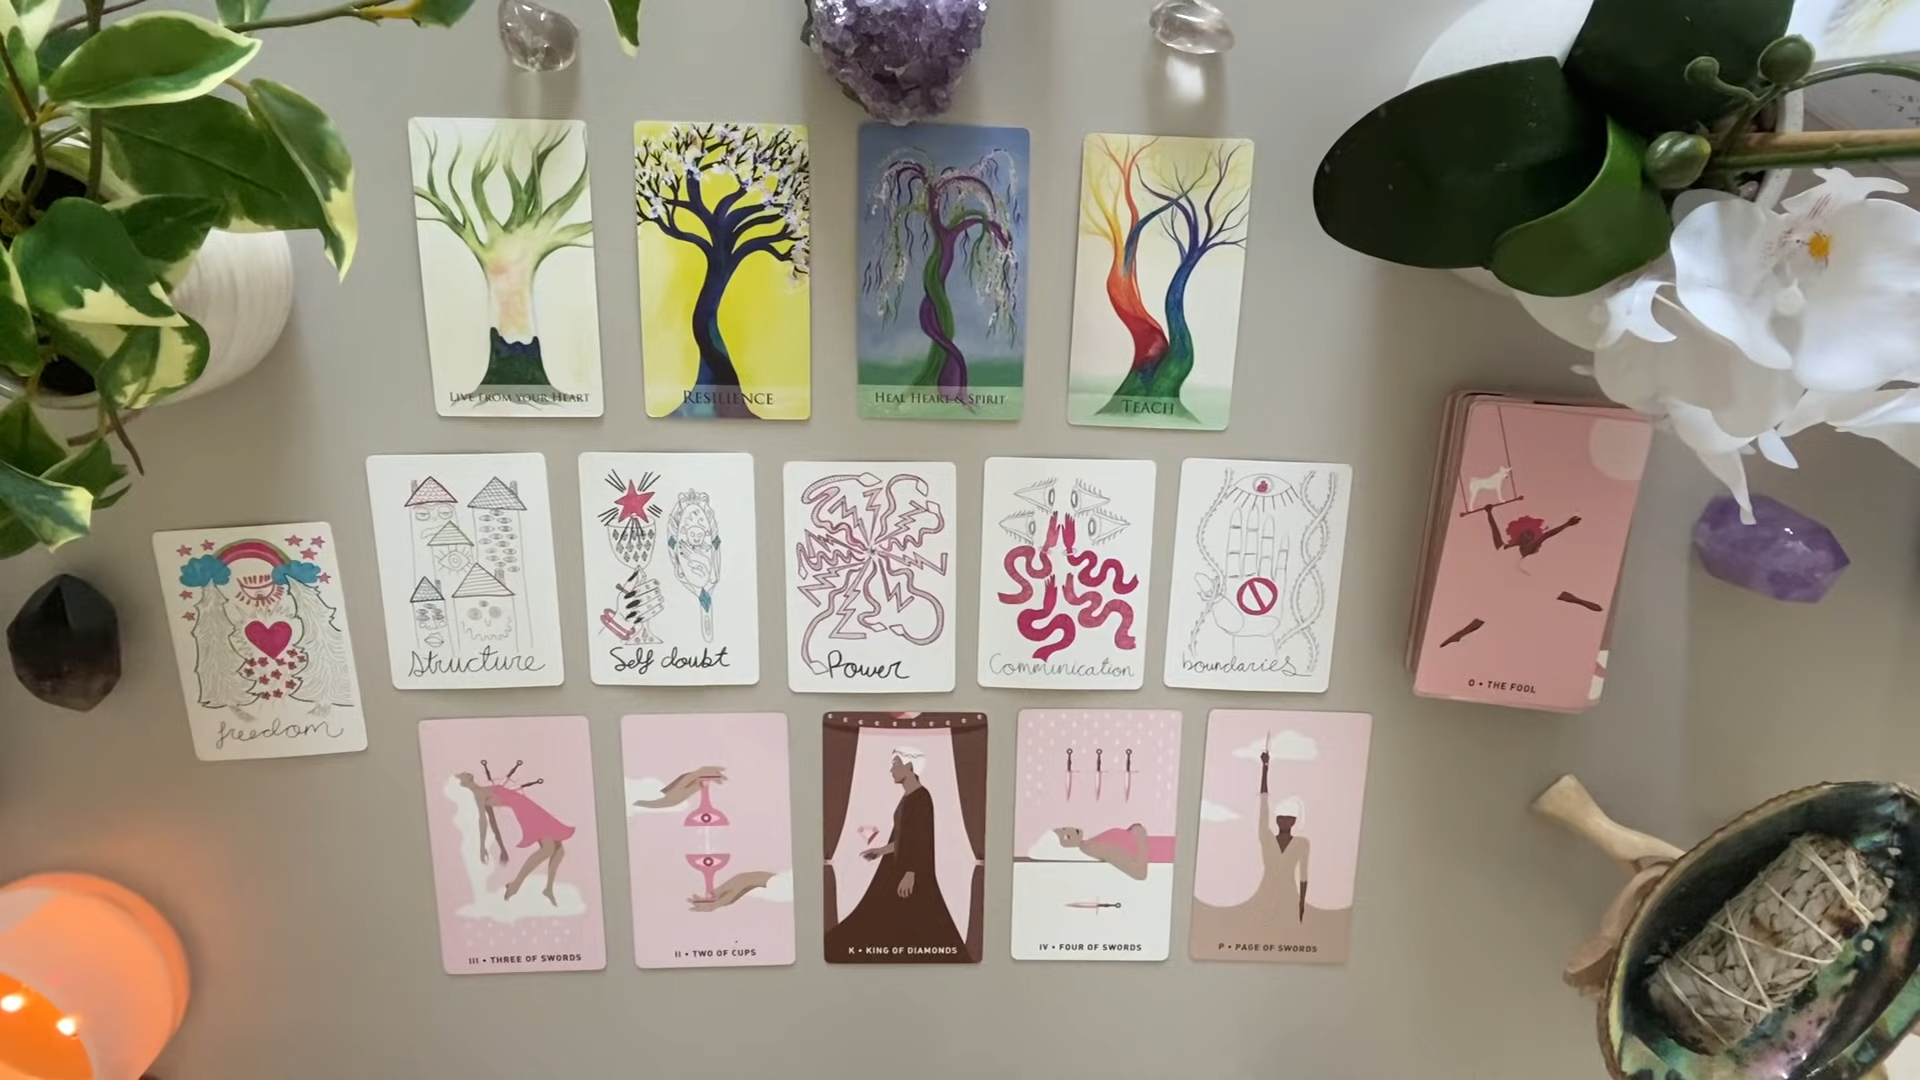 LIVE FROM YOUR HEART
RESILIENCE
HEAL HEART & SPIRIT
TEACH
freedom
Structure
Self doubt
Power
Communication
boundaries
0 • THE FOOL
III • THREE OF SWORDS
II • TWO OF CUPS
K • KING OF DIAMONDS
IV • FOUR OF SWORDS
P • PAGE OF SWORDS